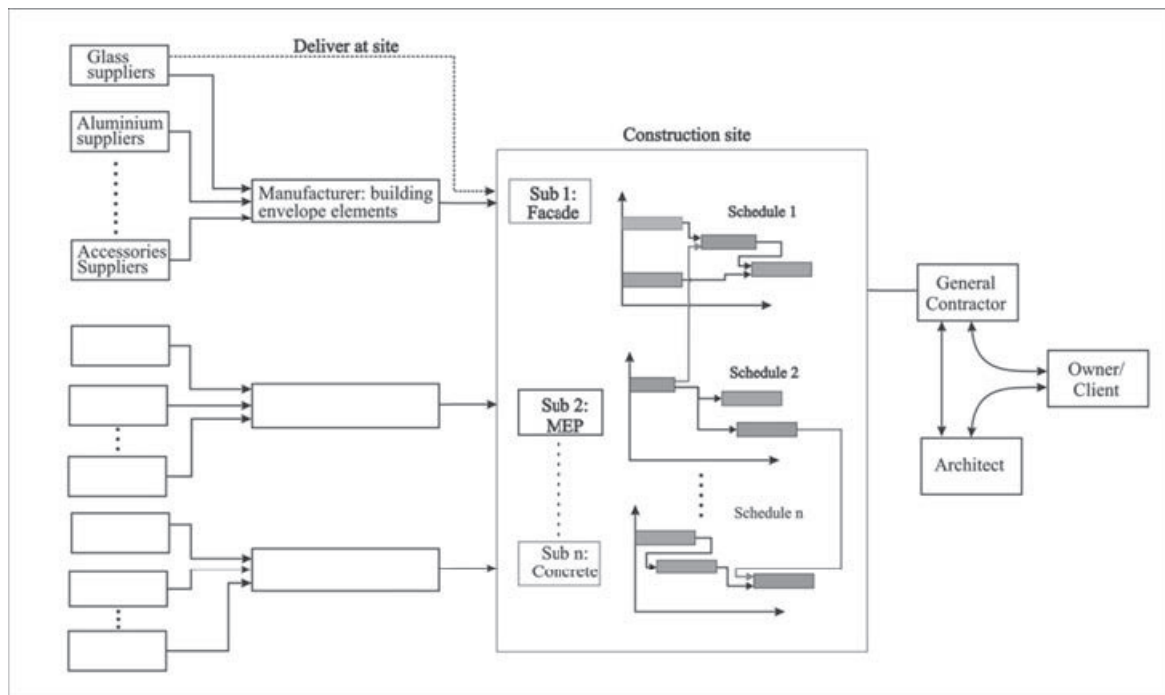 Deliver at site
Glass
suppliers
Aluminium
suppliers
Accessories
Suppliers
Manufacturer: building
envelope elements
Construction site
Sub 1:
Facade
Schedule 1
Sub 2:
MEP
Schedule 2
Sub n:
Concrete
Schedule n
General
Contractor
Owner/
Client
Architect